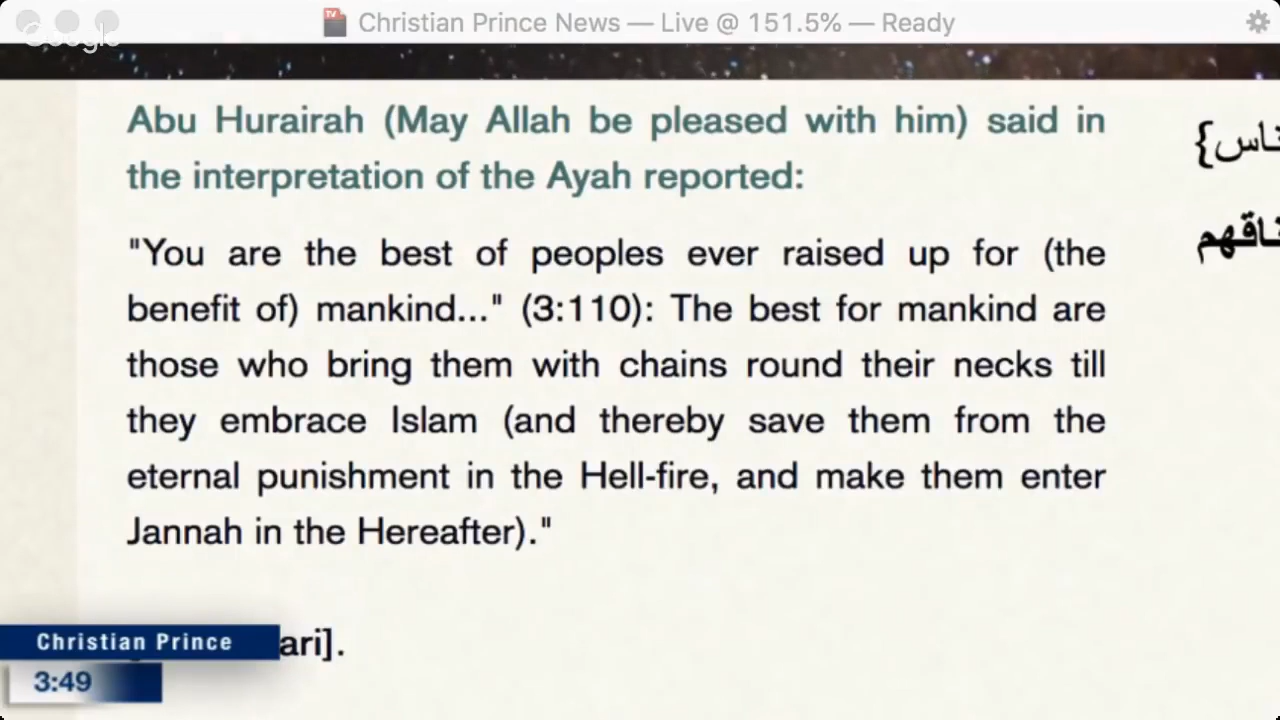 Christian Prince News — Live @ 151.5% — Ready
Google
Abu Hurairah (May Allah be pleased with him) said in
the interpretation of the Ayah reported:
"You are the best of peoples ever raised up for (the
benefit of) mankind..." (3:110): The best for mankind are
those who bring them with chains round their necks till
they embrace Islam (and thereby save them from the
eternal punishment in the Hell-fire, and make them enter
Jannah in the Hereafter)."
ari].
Christian Prince
3:49